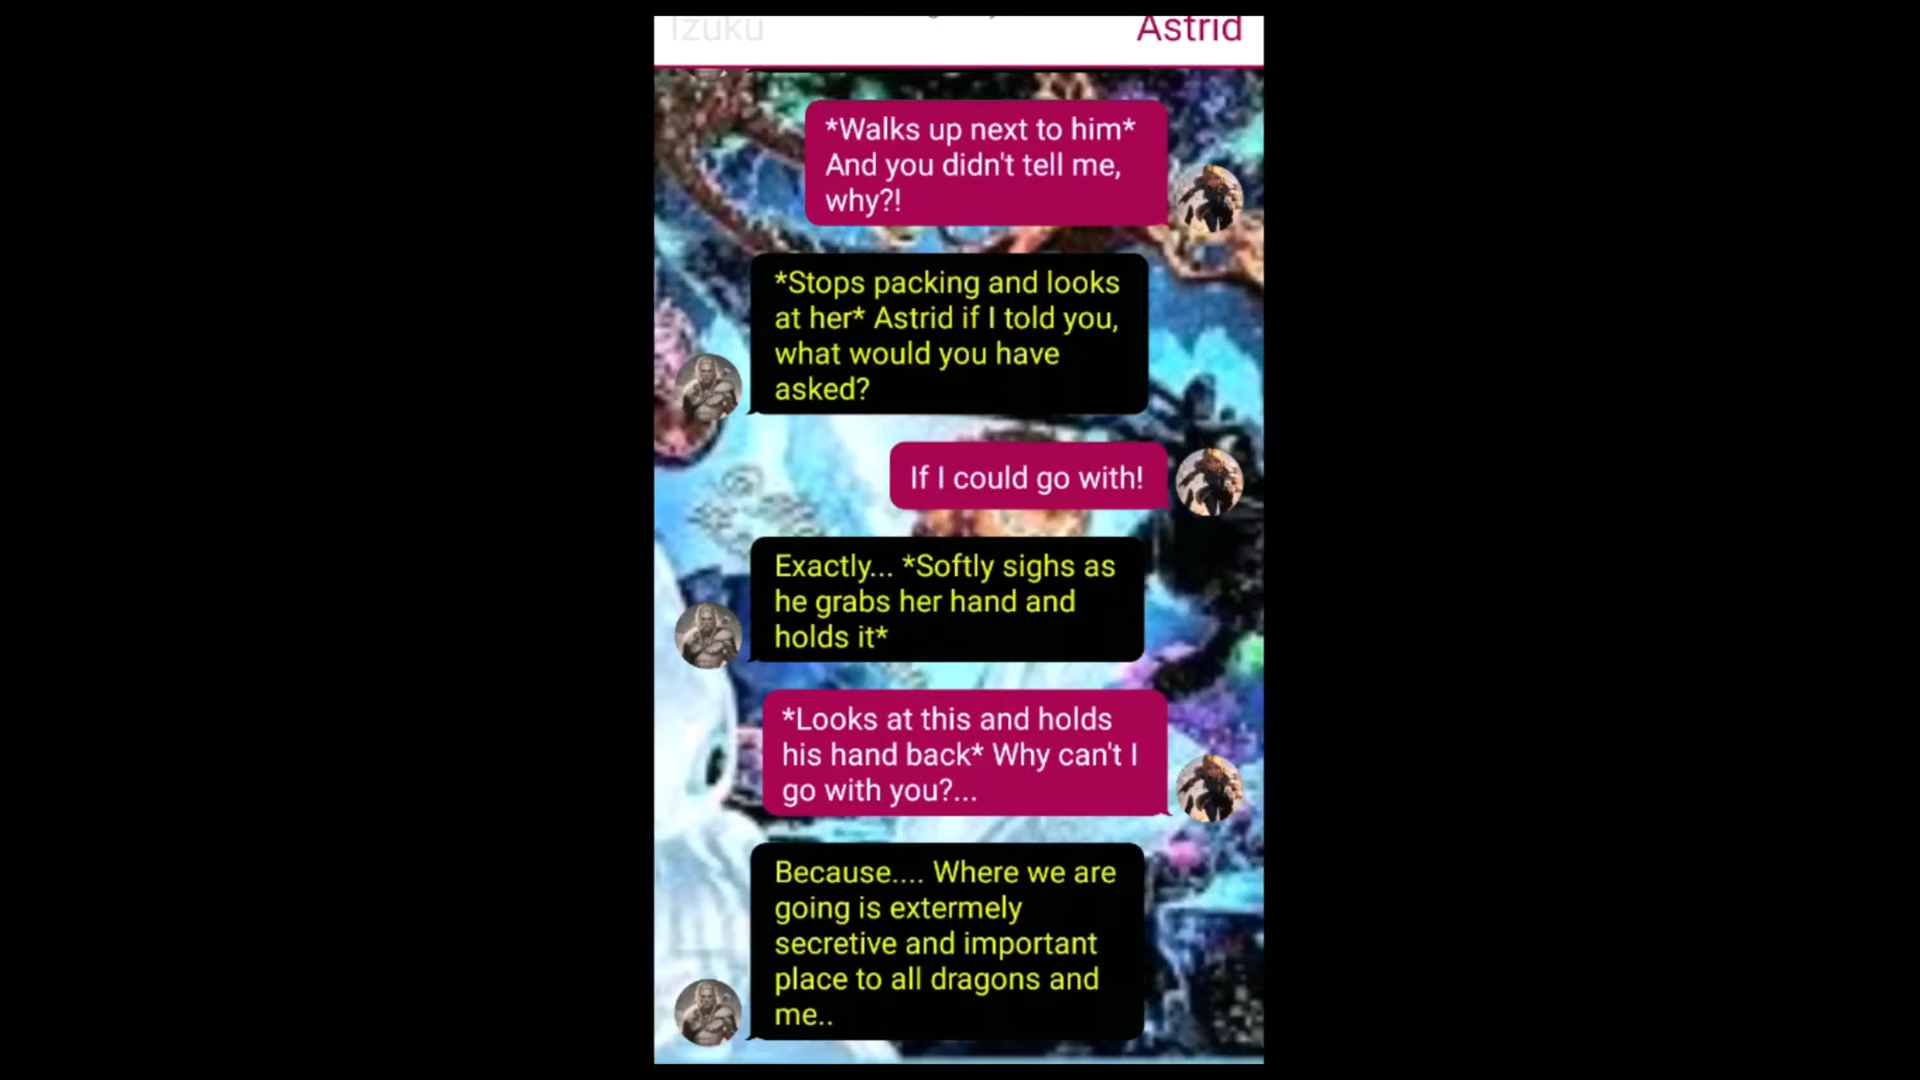 Izuku
Astrid
*Walks up next to him*
And you didn't tell me,
why?!
*Stops packing and looks
at her* Astrid if I told you,
what would you have
asked?
If I could go with!
Exactly... *Softly sighs as
he grabs her hand and
holds it*
*Looks at this and holds
his hand back* Why can't I
go with you?...
Because.... Where we are
going is extermely
secretive and important
place to all dragons and
me..